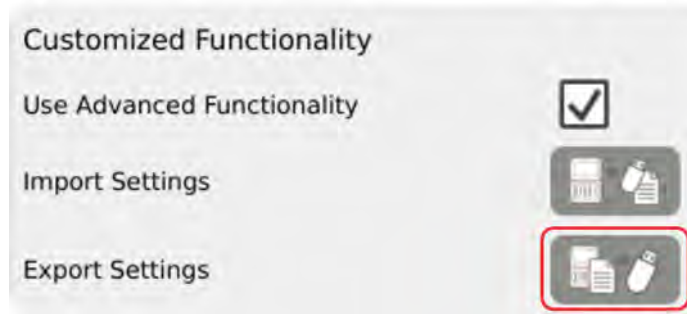 Customized Functionality
Use Advanced Functionality
Import Settings
Export Settings